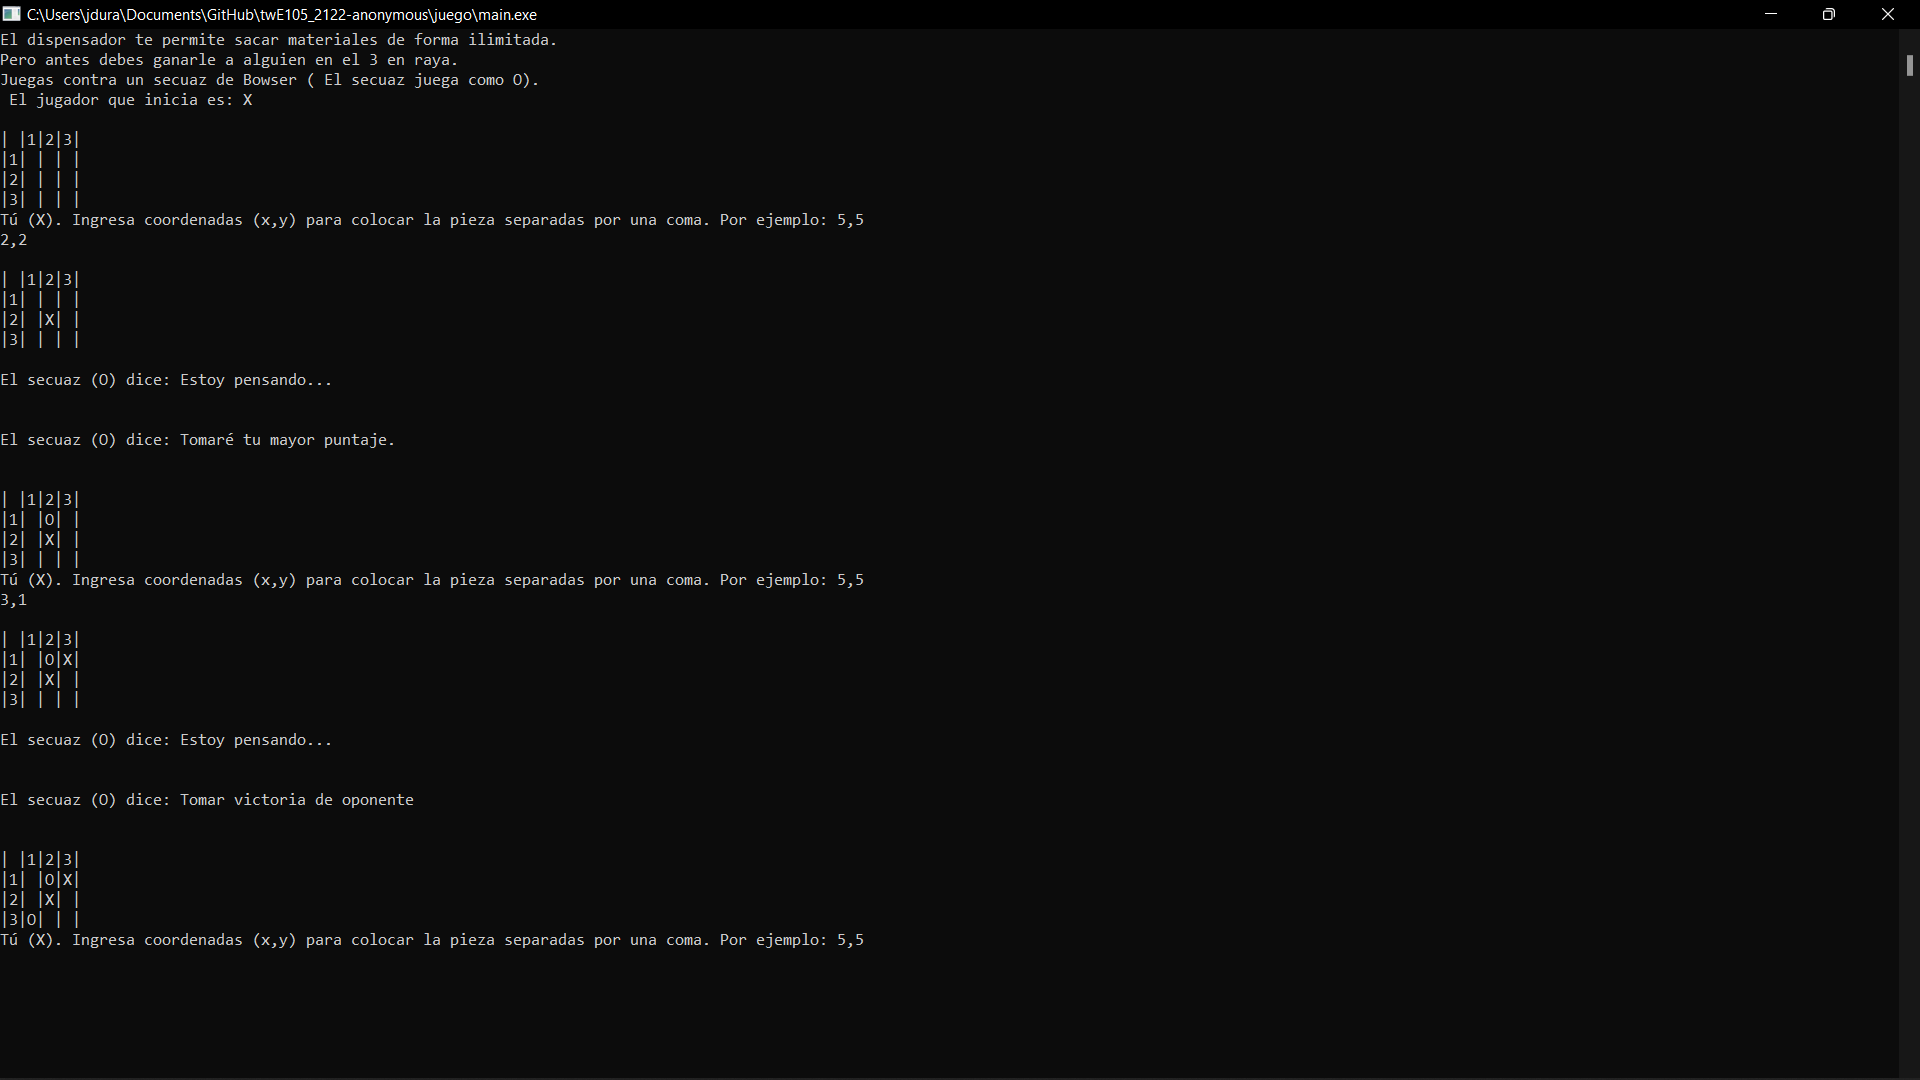 C:\Users\jdura\Documents\GitHub\twE105_2122-anonymous\juego\main.exe
El dispensador te permite sacar materiales de forma ilimitada.
Pero antes debes ganarle a alguien en el 3 en raya.
Juegas contra un secuaz de Bowser ( El secuaz juega como O).
 El jugador que inicia es: X

| |1|2|3|
|1| | | |
|2| | | |
|3| | | |
Tú (X). Ingresa coordenadas (x,y) para colocar la pieza separadas por una coma. Por ejemplo: 5,5
2,2

| |1|2|3|
|1| | | |
|2| |X| |
|3| | | |

El secuaz (O) dice: Estoy pensando...

El secuaz (O) dice: Tomaré tu mayor puntaje.

| |1|2|3|
|1| |O| |
|2| |X| |
|3| | | |
Tú (X). Ingresa coordenadas (x,y) para colocar la pieza separadas por una coma. Por ejemplo: 5,5
3,1

| |1|2|3|
|1| |O|X|
|2| |X| |
|3| | | |

El secuaz (O) dice: Estoy pensando...

El secuaz (O) dice: Tomar victoria de oponente

| |1|2|3|
|1| |O|X|
|2| |X| |
|3|O| | |
Tú (X). Ingresa coordenadas (x,y) para colocar la pieza separadas por una coma. Por ejemplo: 5,5